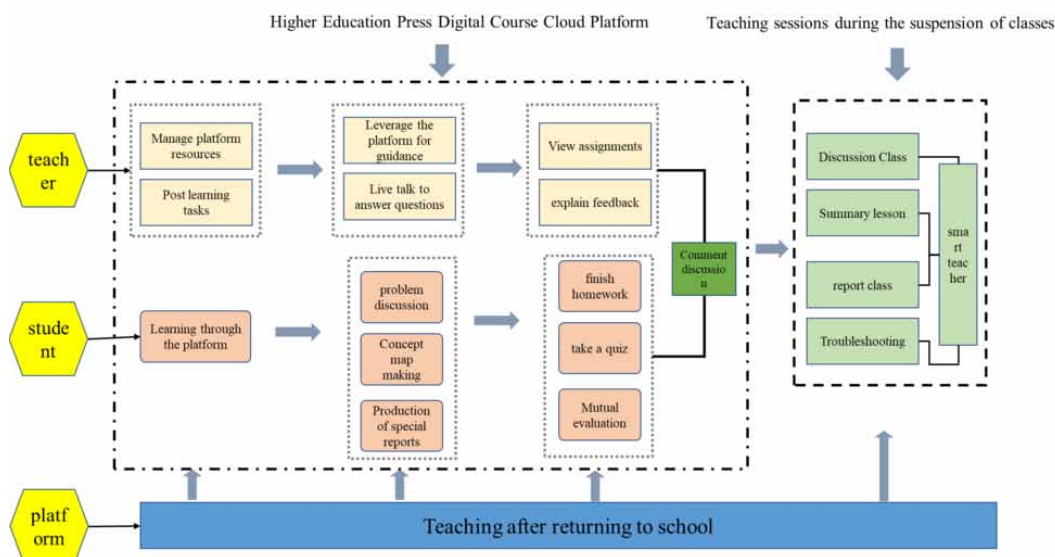 Higher Education Press Digital Course Cloud Platform
Teaching sessions during the suspension of classes
teach
er
Manage platform
resources
Post learning
tasks
Leverage the
platform for
guidance
Live talk to
answer questions
View assignments
explain feedback
Comment
discussio
n
Discussion Class
Summary lesson
report class
Troubleshooting
sma
rt
teac
her
stude
nt
Learning through
the platform
problem
discussion
Concept
map
making
Production
of special
reports
finish
homework
take a quiz
Mutual
evaluation
platf
orm
Teaching after returning to school